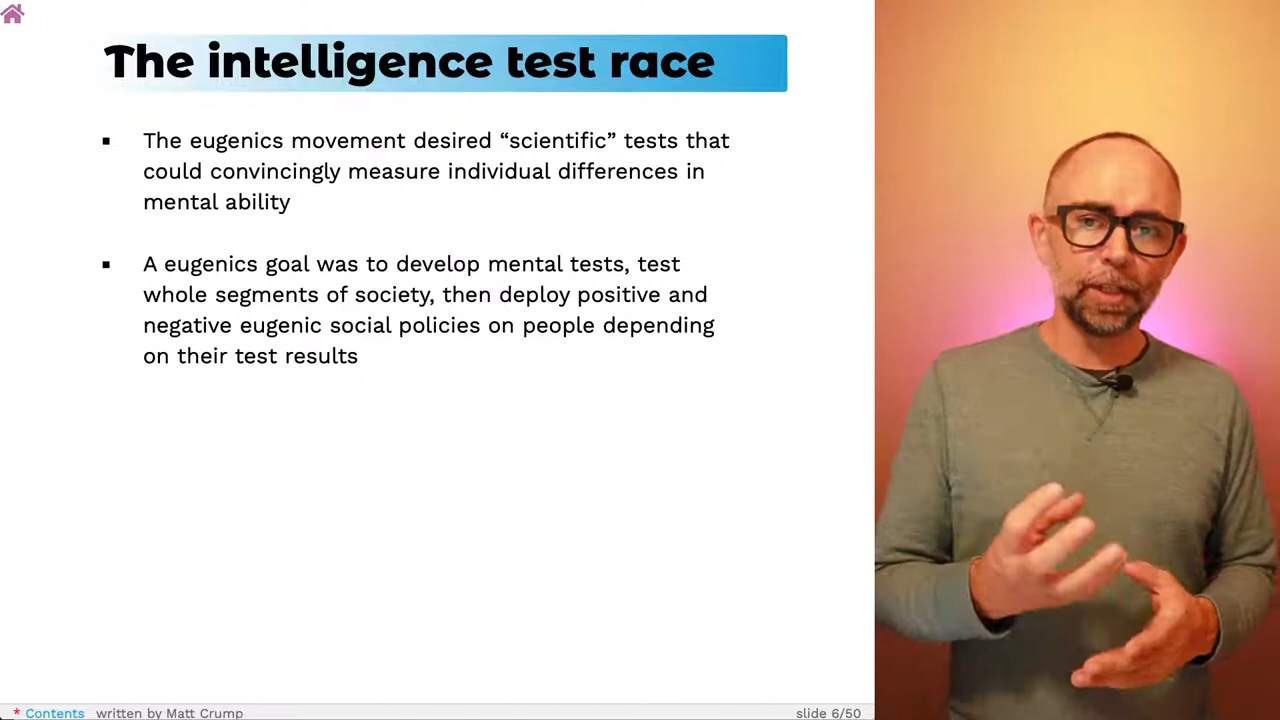 The intelligence test race
▪ The eugenics movement desired “scientific” tests that
could convincingly measure individual differences in
mental ability
▪ A eugenics goal was to develop mental tests, test
whole segments of society, then deploy positive and
negative eugenic social policies on people depending
on their test results
* Contents written by Matt Crump
slide 6/50